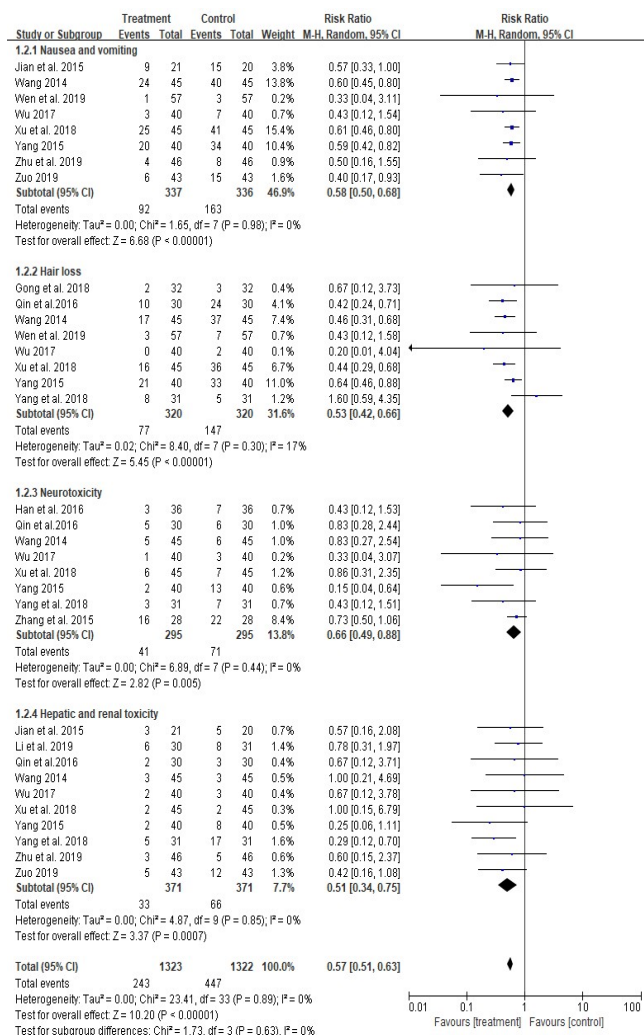 Treatment Control Risk Ratio Risk Ratio
Study or Subgroup Events Total Events Total Weight M-H, Random, 95% CI M-H, Random, 95% CI
1.2.1 Nausea and vomiting
Jian et al. 2015 9 21 15 20 3.8% 0.57 [0.33, 1.00]
Wang 2014 24 45 40 45 13.8% 0.60 [0.45, 0.80]
Wen et al. 2019 1 57 3 57 0.2% 0.33 [0.04, 3.11]
Wu 2017 3 40 7 40 0.7% 0.43 [0.12, 1.54]
Xu et al. 2018 25 45 41 45 14.4% 0.61 [0.46, 0.80]
Yang 2015 20 40 34 40 10.2% 0.59 [0.42, 0.82]
Zhu et al. 2019 4 46 8 46 0.9% 0.50 [0.16, 1.55]
Zuo 2019 6 43 15 43 1.6% 0.40 [0.17, 0.93]
Subtotal (95% CI) 337 336 46.9% 0.58 [0.50, 0.68]
Total events 92 163
Heterogeneity: Tau² = 0.00; Chi² = 1.65, df = 7 (P = 0.98); I² = 0%
Test for overall effect: Z = 6.68 (P < 0.00001)
1.2.2 Hair loss
Gong et al. 2018 2 32 3 32 0.4% 0.67 [0.12, 3.73]
Qin et al.2016 10 30 24 30 4.1% 0.42 [0.24, 0.71]
Wang 2014 17 45 37 45 7.4% 0.46 [0.31, 0.68]
Wen et al. 2019 3 57 7 57 0.7% 0.43 [0.12, 1.58]
Wu 2017 0 40 2 40 0.1% 0.20 [0.01, 4.04]
Xu et al. 2018 16 45 36 45 6.6% 0.44 [0.29, 0.68]
Yang 2015 21 40 33 40 11.0% 0.64 [0.46, 0.88]
Yang et al. 2018 8 31 5 31 1.2% 1.60 [0.59, 4.35]
Subtotal (95% CI) 320 320 31.6% 0.53 [0.42, 0.66]
Total events 77 147
Heterogeneity: Tau² = 0.02; Chi² = 8.40, df = 7 (P = 0.30); I² = 17%
Test for overall effect: Z = 5.45 (P < 0.00001)
1.2.3 Neurotoxicity
Han et al. 2016 3 36 7 36 0.7% 0.43 [0.12, 1.53]
Qin et al.2016 5 30 6 30 1.0% 0.83 [0.28, 2.44]
Wang 2014 5 45 6 45 0.9% 0.83 [0.27, 2.54]
Wu 2017 1 40 3 40 0.2% 0.33 [0.04, 3.07]
Xu et al. 2018 6 45 7 45 1.2% 0.86 [0.31, 2.35]
Yang 2015 2 40 13 40 0.5% 0.15 [0.04, 0.64]
Yang et al. 2018 3 31 7 31 0.7% 0.43 [0.12, 1.51]
Zhang et al. 2015 16 28 22 28 8.4% 0.73 [0.50, 1.06]
Subtotal (95% CI) 295 295 13.8% 0.66 [0.49, 0.88]
Total events 41 71
Heterogeneity: Tau² = 0.00; Chi² = 6.89, df = 7 (P = 0.44); I² = 0%
Test for overall effect: Z = 2.82 (P = 0.005)
1.2.4 Hepatic and renal toxicity
Jian et al. 2015 3 21 5 20 0.7% 0.57 [0.16, 2.08]
Li et al. 2019 6 30 8 31 1.4% 0.78 [0.31, 1.97]
Qin et al.2016 2 30 3 30 0.4% 0.67 [0.12, 3.71]
Wang 2014 3 45 3 45 0.5% 1.00 [0.21, 4.69]
Wu 2017 2 40 3 40 0.4% 0.67 [0.12, 3.78]
Xu et al. 2018 2 45 2 45 0.3% 1.00 [0.15, 6.79]
Yang 2015 2 40 8 40 0.5% 0.25 [0.06, 1.11]
Yang et al. 2018 5 31 17 31 1.5% 0.29 [0.12, 0.70]
Zhu et al. 2019 3 46 5 46 0.6% 0.60 [0.15, 2.37]
Zuo 2019 5 43 12 43 1.3% 0.42 [0.16, 1.08]
Subtotal (95% CI) 371 371 7.7% 0.51 [0.34, 0.75]
Total events 33 66
Heterogeneity: Tau² = 0.00; Chi² = 4.87, df = 9 (P = 0.85); I² = 0%
Test for overall effect: Z = 3.37 (P = 0.0007)
Total (95% CI) 1323 1322 100.0% 0.57 [0.51, 0.63]
Total events 243 447
Heterogeneity: Tau² = 0.00; Chi² = 23.41, df = 33 (P = 0.89); I² = 0%
Test for overall effect: Z = 10.20 (P < 0.00001)
Test for subgroup differences: Chi² = 1.73, df = 3 (P = 0.63), I² = 0%
0.01 0.1 1 10 100
Favours [treatment] Favours [control]